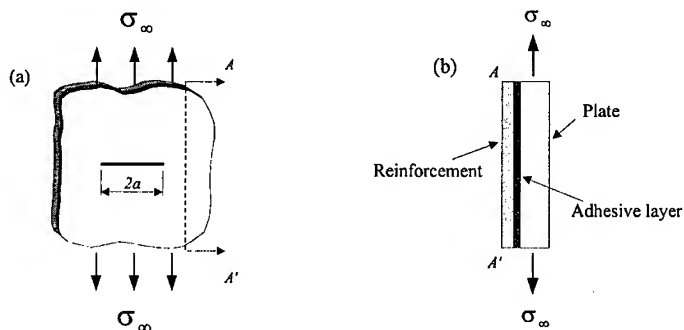 σ∞
(a)
A
2a
A'
σ∞
(b)
σ∞
A
Plate
Reinforcement
Adhesive layer
A'
σ∞